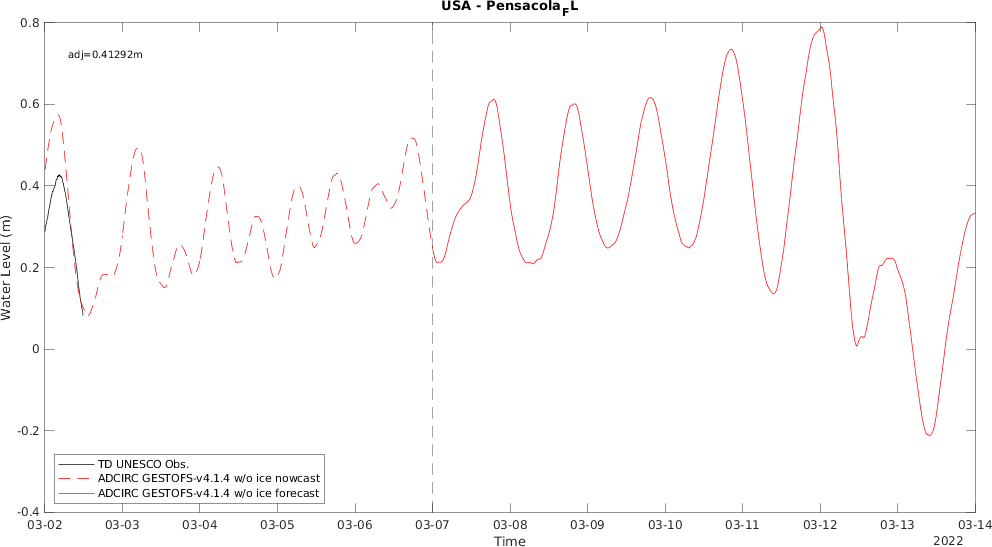 USA - Pensacola_FL
adj=0.41292m
0.8
0.6
0.4
0.2
0
-0.2
-0.4
Water Level (m)
TD UNESCO Obs.
ADCIRC GESTOFS-v4.1.4 w/o ice nowcast
ADCIRC GESTOFS-v4.1.4 w/o ice forecast
03-02 03-03 03-04 03-05 03-06 03-07 03-08 03-09 03-10 03-11 03-12 03-13 03-14
Time
2022